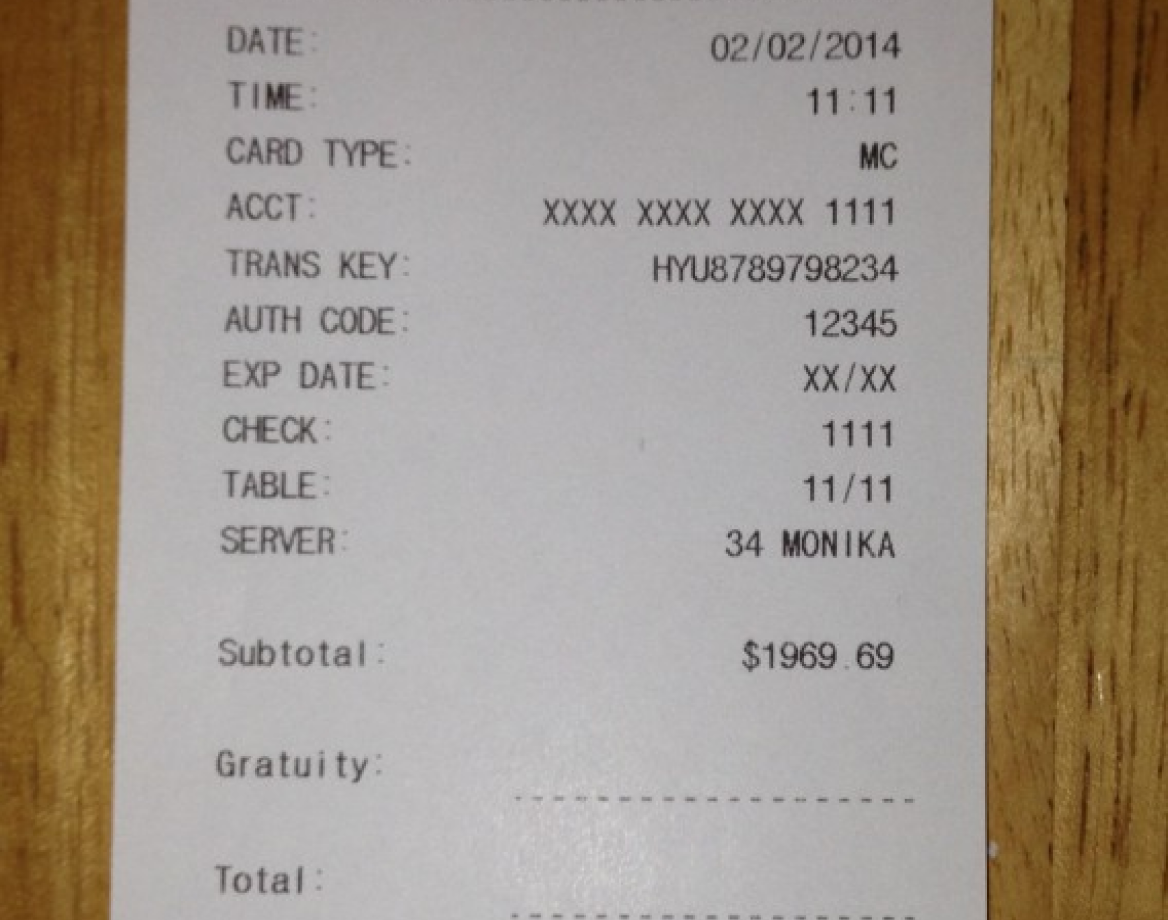 DATE: 02/02/2014
TIME: 11:11
CARD TYPE: MC
ACCT: XXXX XXXX XXXX 1111
TRANS KEY: HYU8789798234
AUTH CODE: 12345
EXP DATE: XX/XX
CHECK: 1111
TABLE: 11/11
SERVER: 34 MONIKA
Subtotal: $1969.69
Gratuity:
Total: